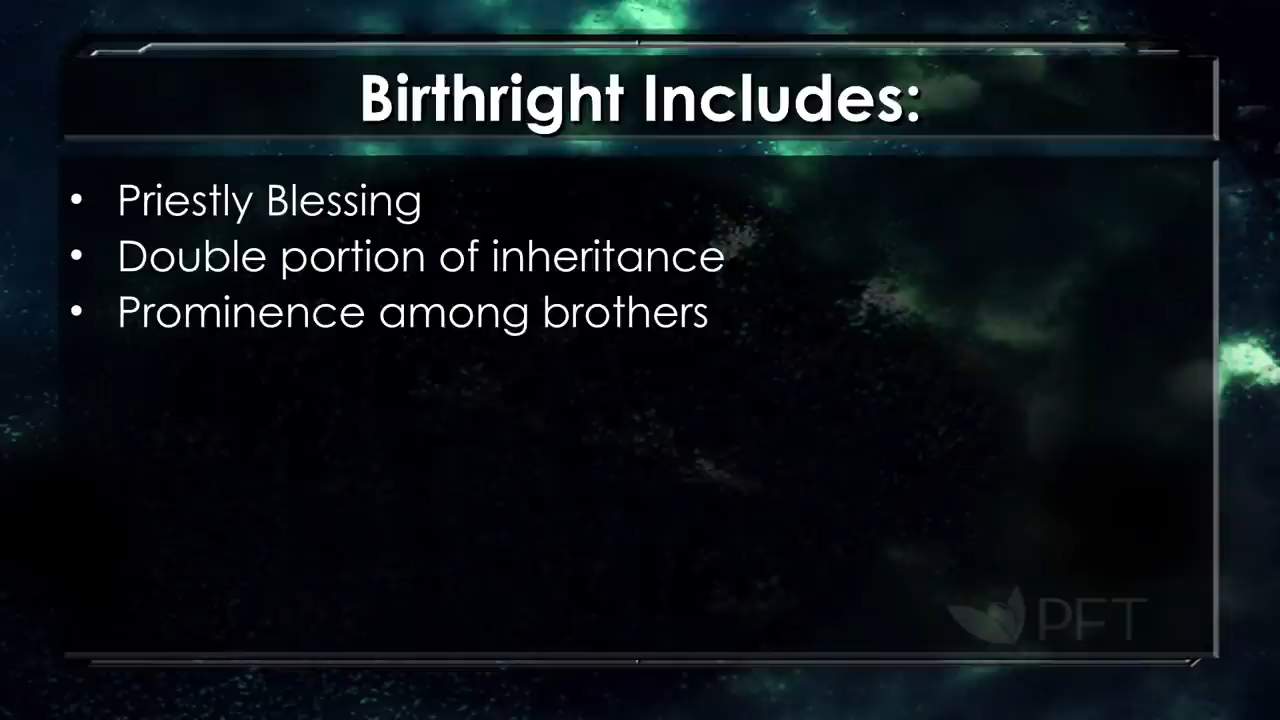 Birthright Includes:
• Priestly Blessing
• Double portion of inheritance
• Prominence among brothers
PFT